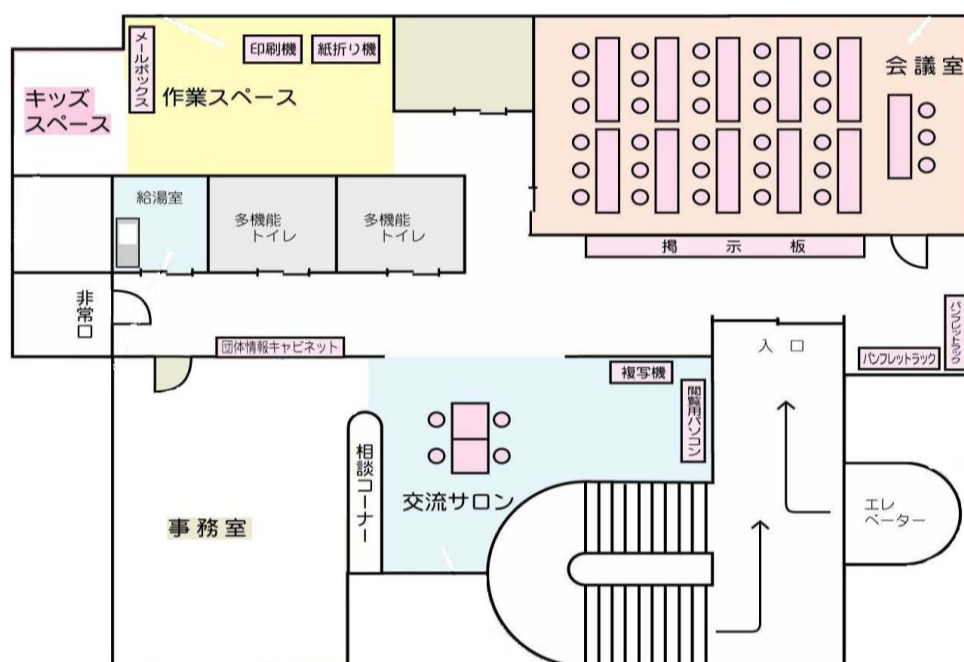 メールボックス
印刷機
紙折り機
作業スペース
キッズ
スペース
会議室
給湯室
多機能
トイレ
多機能
トイレ
掲示板
非常口
団体情報キャビネット
入口
パンフレットラック
パンフレットラック
複写機
閲覧用パソコン
相談コーナー
交流サロン
事務室
エレ
ベーター